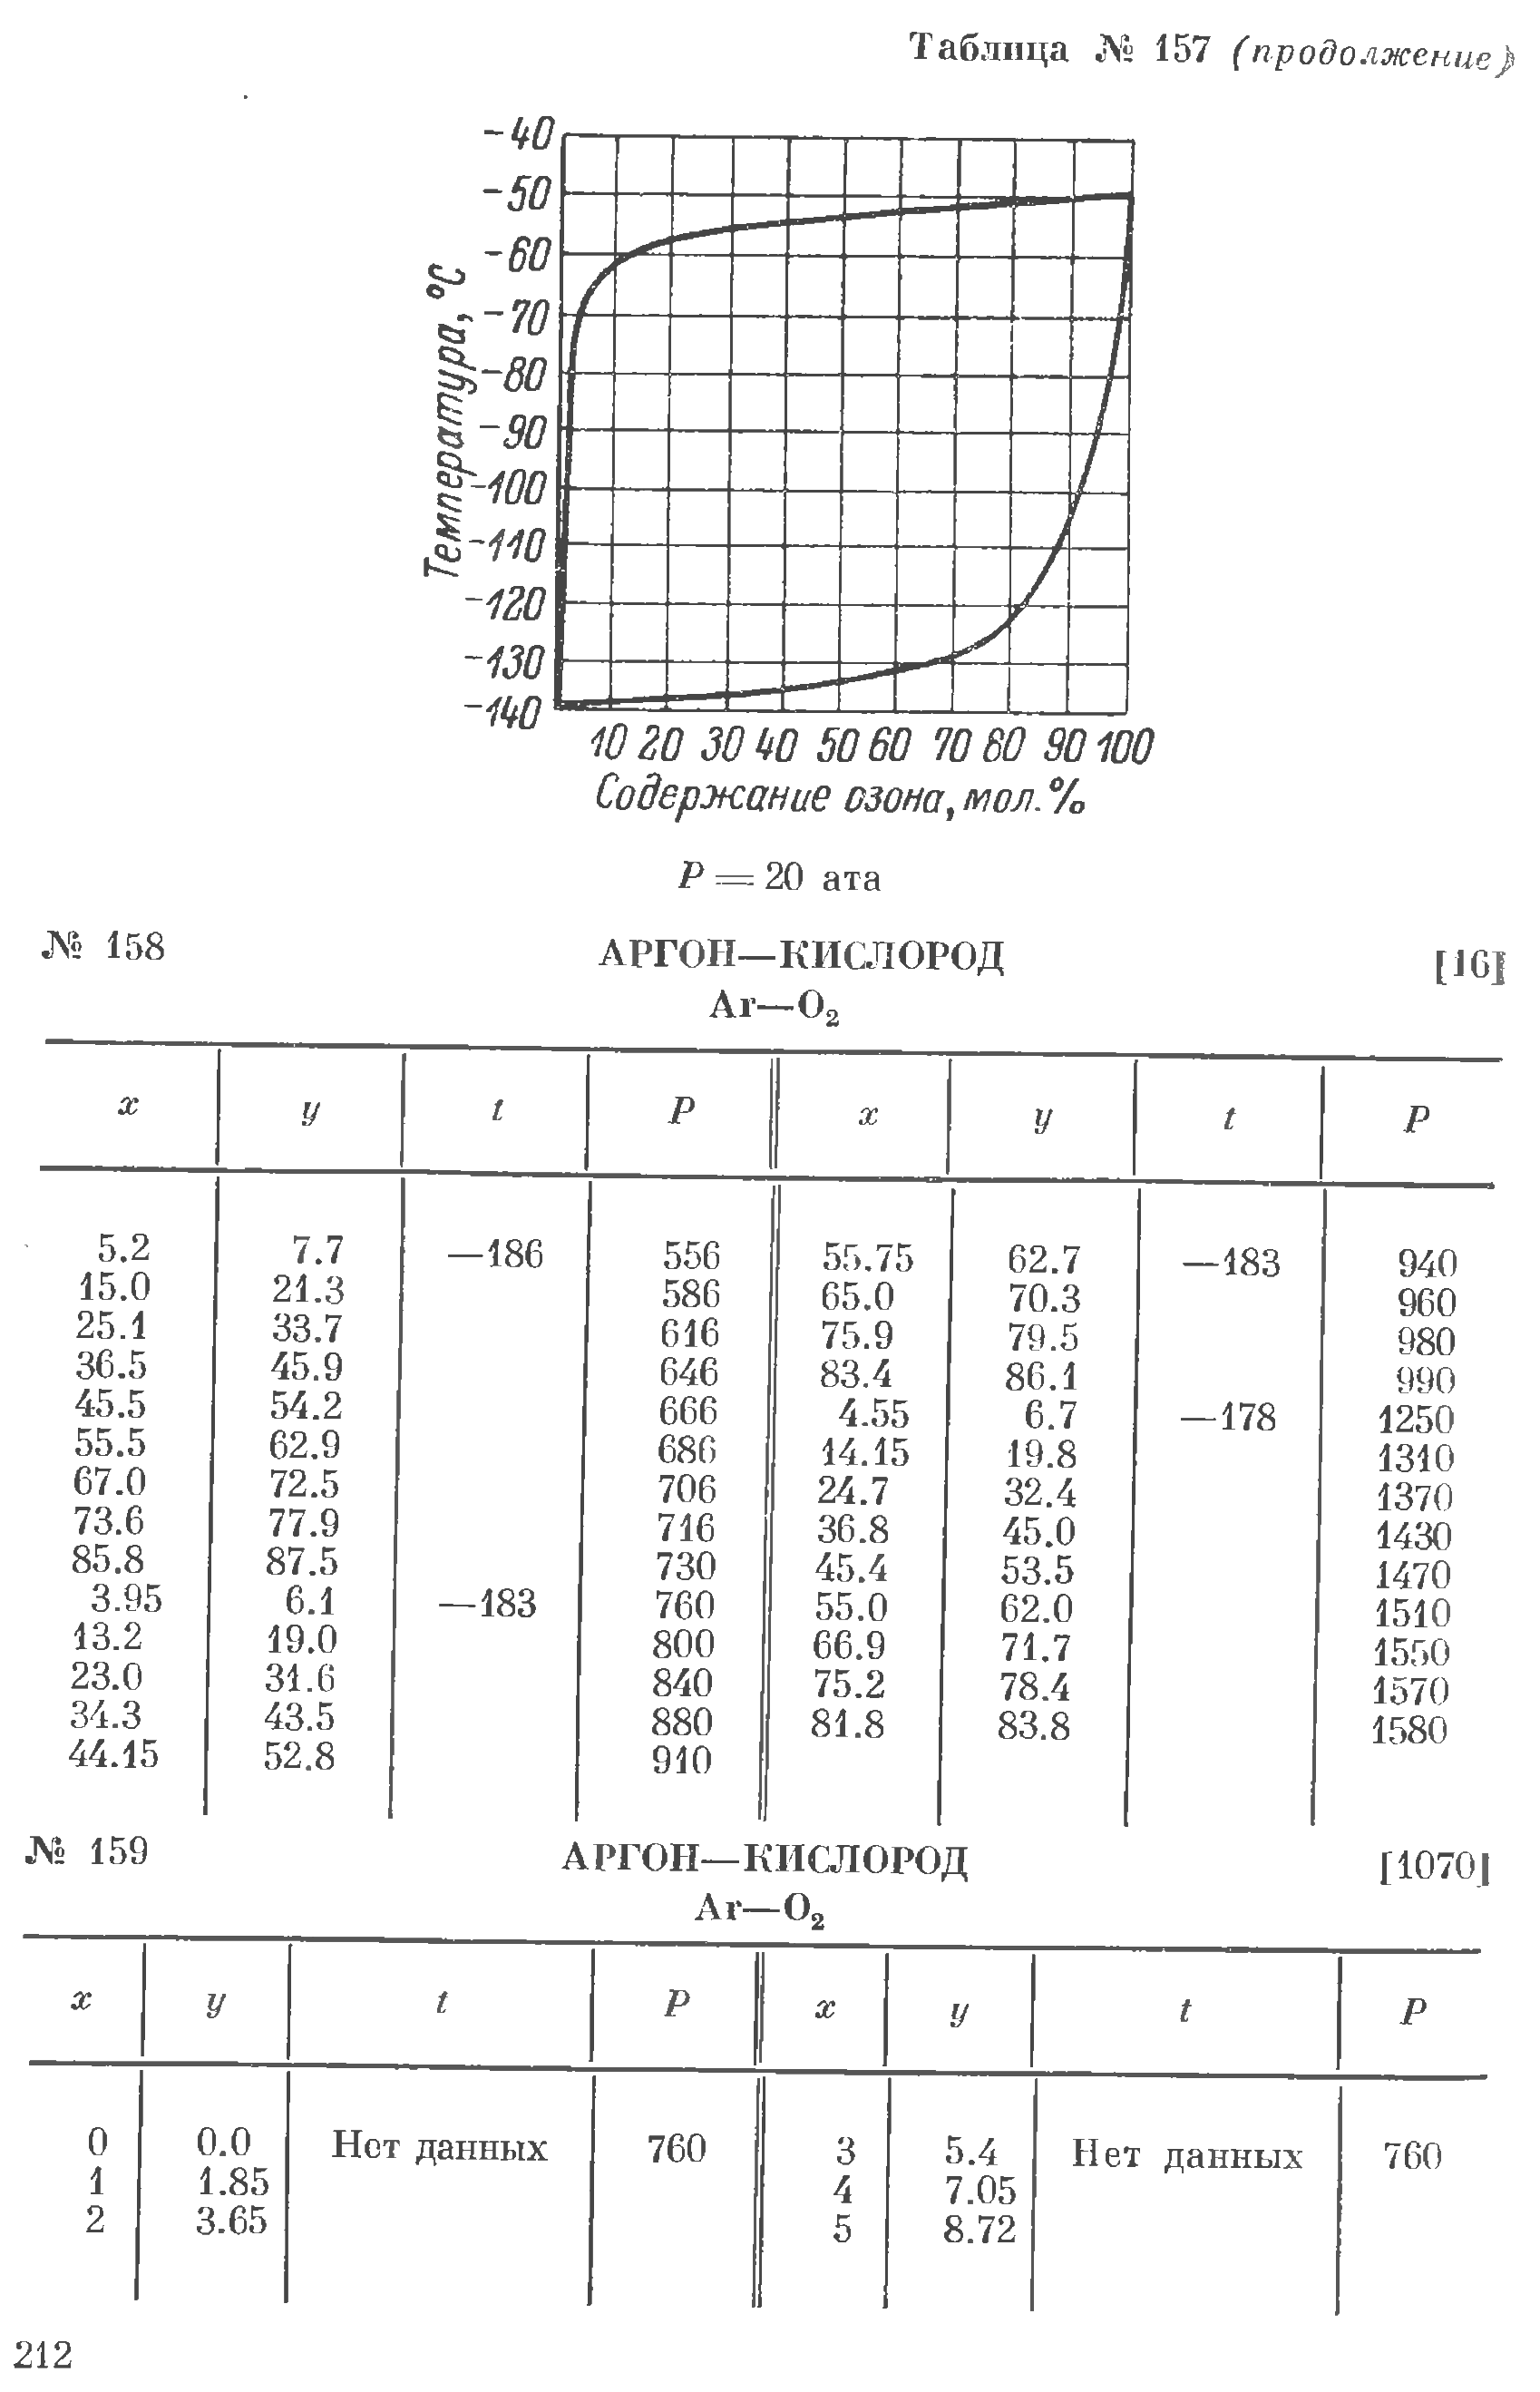 Таблица № 157 (продолжение)
-40
-50
-60
-70
-80
-90
-100
-110
-120
-130
-140
Температура, °C
10 20 30 40 50 60 70 80 90 100
Содержание озона, мол. %
P = 20 ата
№ 158 АРГОН—КИСЛОРОД [16]
Ar—O₂
x y t P x y t P
5.2 7.7 —186 556 55.75 62.7 —183 940
15.0 21.3 586 65.0 70.3 960
25.1 33.7 616 75.9 79.5 980
36.5 45.9 646 83.4 86.1 990
45.5 54.2 666 4.55 6.7 —178 1250
55.5 62.9 686 14.15 19.8 1310
67.0 72.5 706 24.7 32.4 1370
73.6 77.9 716 36.8 45.0 1430
85.8 87.5 730 45.4 53.5 1470
3.95 6.1 —183 760 55.0 62.0 1510
13.2 19.0 800 66.9 71.7 1550
23.0 31.6 840 75.2 78.4 1570
34.3 43.5 880 81.8 83.8 1580
44.15 52.8 910
№ 159 АРГОН—КИСЛОРОД [1070]
Ar—O₂
x y t P x y t P
0 0.0 Нет данных 760 3 5.4 Нет данных 760
1 1.85 4 7.05
2 3.65 5 8.72
212